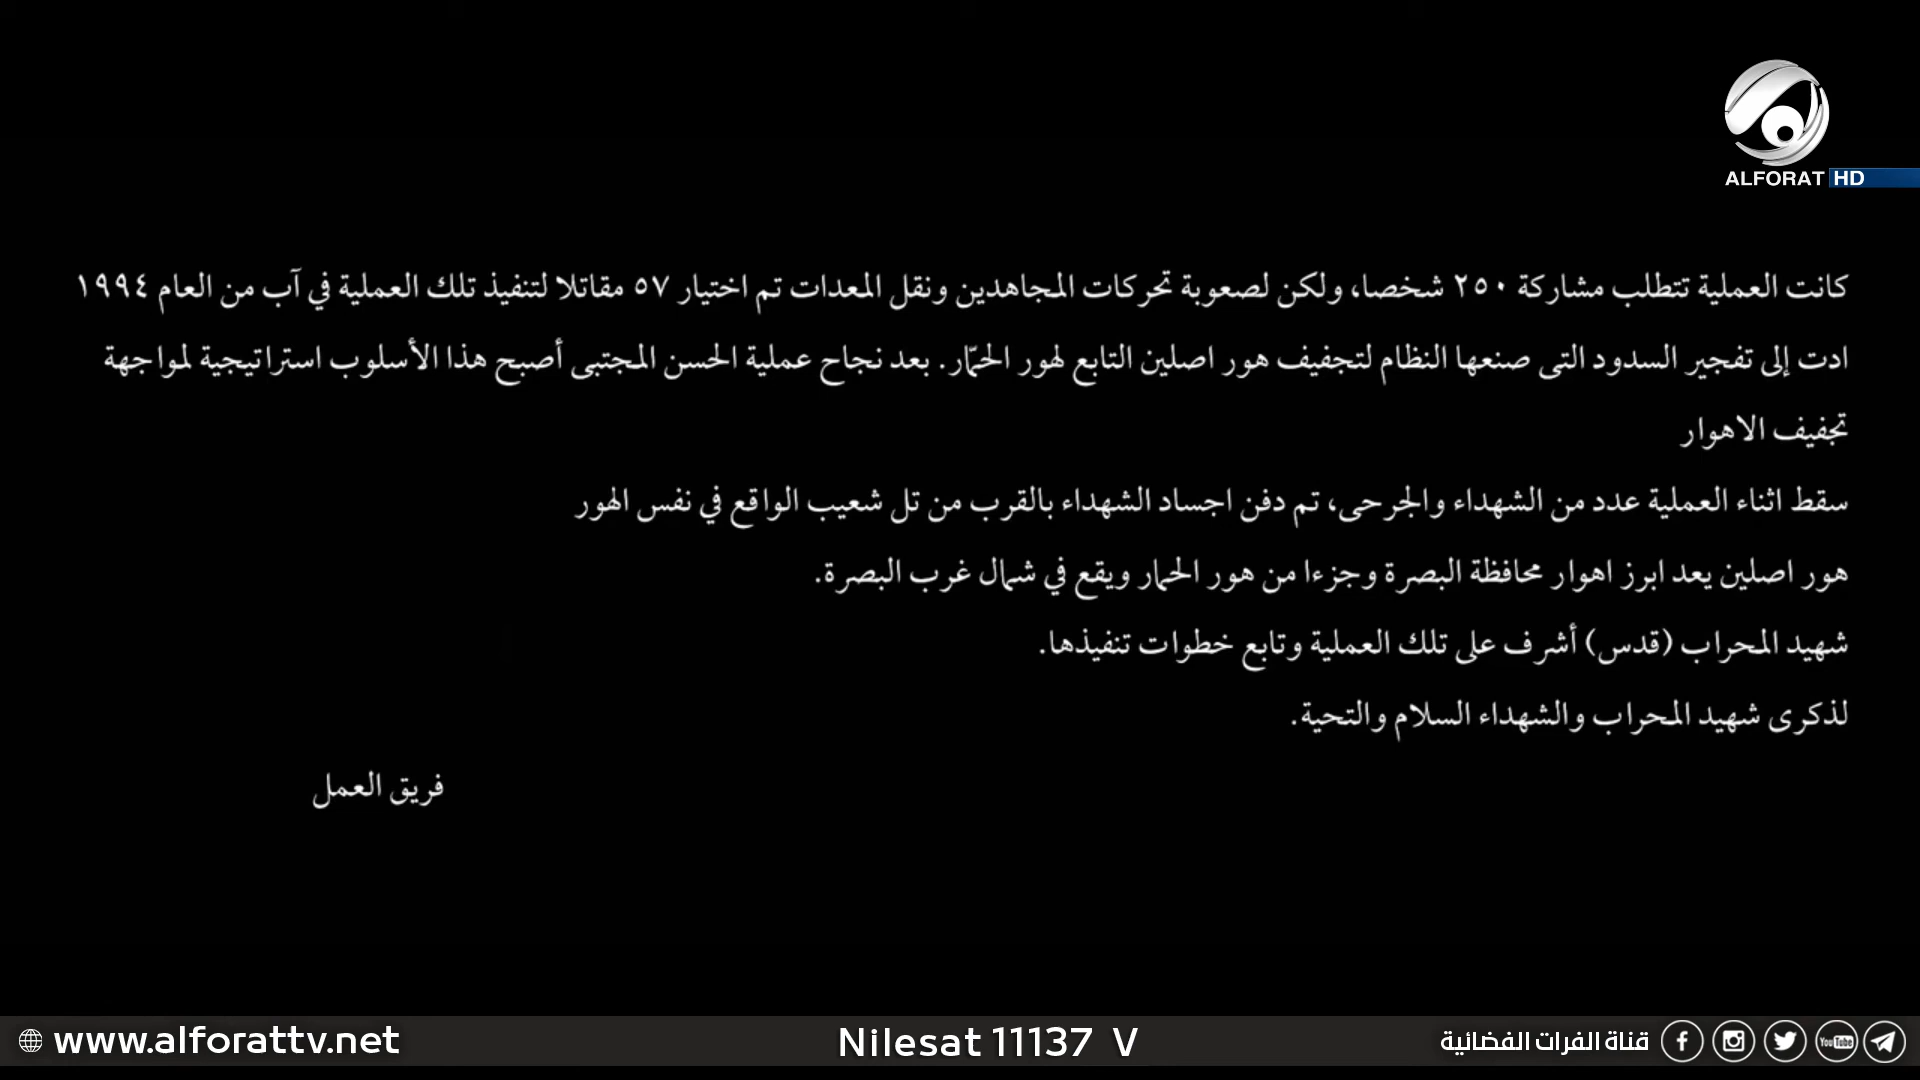 ALFORAT HD
كانت العملية تتطلب مشاركة ٢٥٠ شخصا، ولكن لصعوبة تحركات المجاهدين ونقل المعدات تم اختيار ٥٧ مقاتلا لتنفيذ تلك العملية في آب من العام ١٩٩٤
ادت إلى تفجير السدود التى صنعها النظام لتجفيف هور اصلين التابع لهور الحمّار. بعد نجاح عملية الحسن المجتبى أصبح هذا الأسلوب استراتيجية لمواجهة
تجفيف الاهوار
سقط اثناء العملية عدد من الشهداء والجرحى، تم دفن اجساد الشهداء بالقرب من تل شعيب الواقع في نفس الهور
هور اصلين يعد ابرز اهوار محافظة البصرة وجزءا من هور الحمار ويقع في شمال غرب البصرة.
شهيد المحراب (قدس) أشرف على تلك العملية وتابع خطوات تنفيذها.
لذكرى شهيد المحراب والشهداء السلام والتحية.
فريق العمل
www.alforattv.net
Nilesat 11137 V
قناة الفرات الفضائية
You Tube